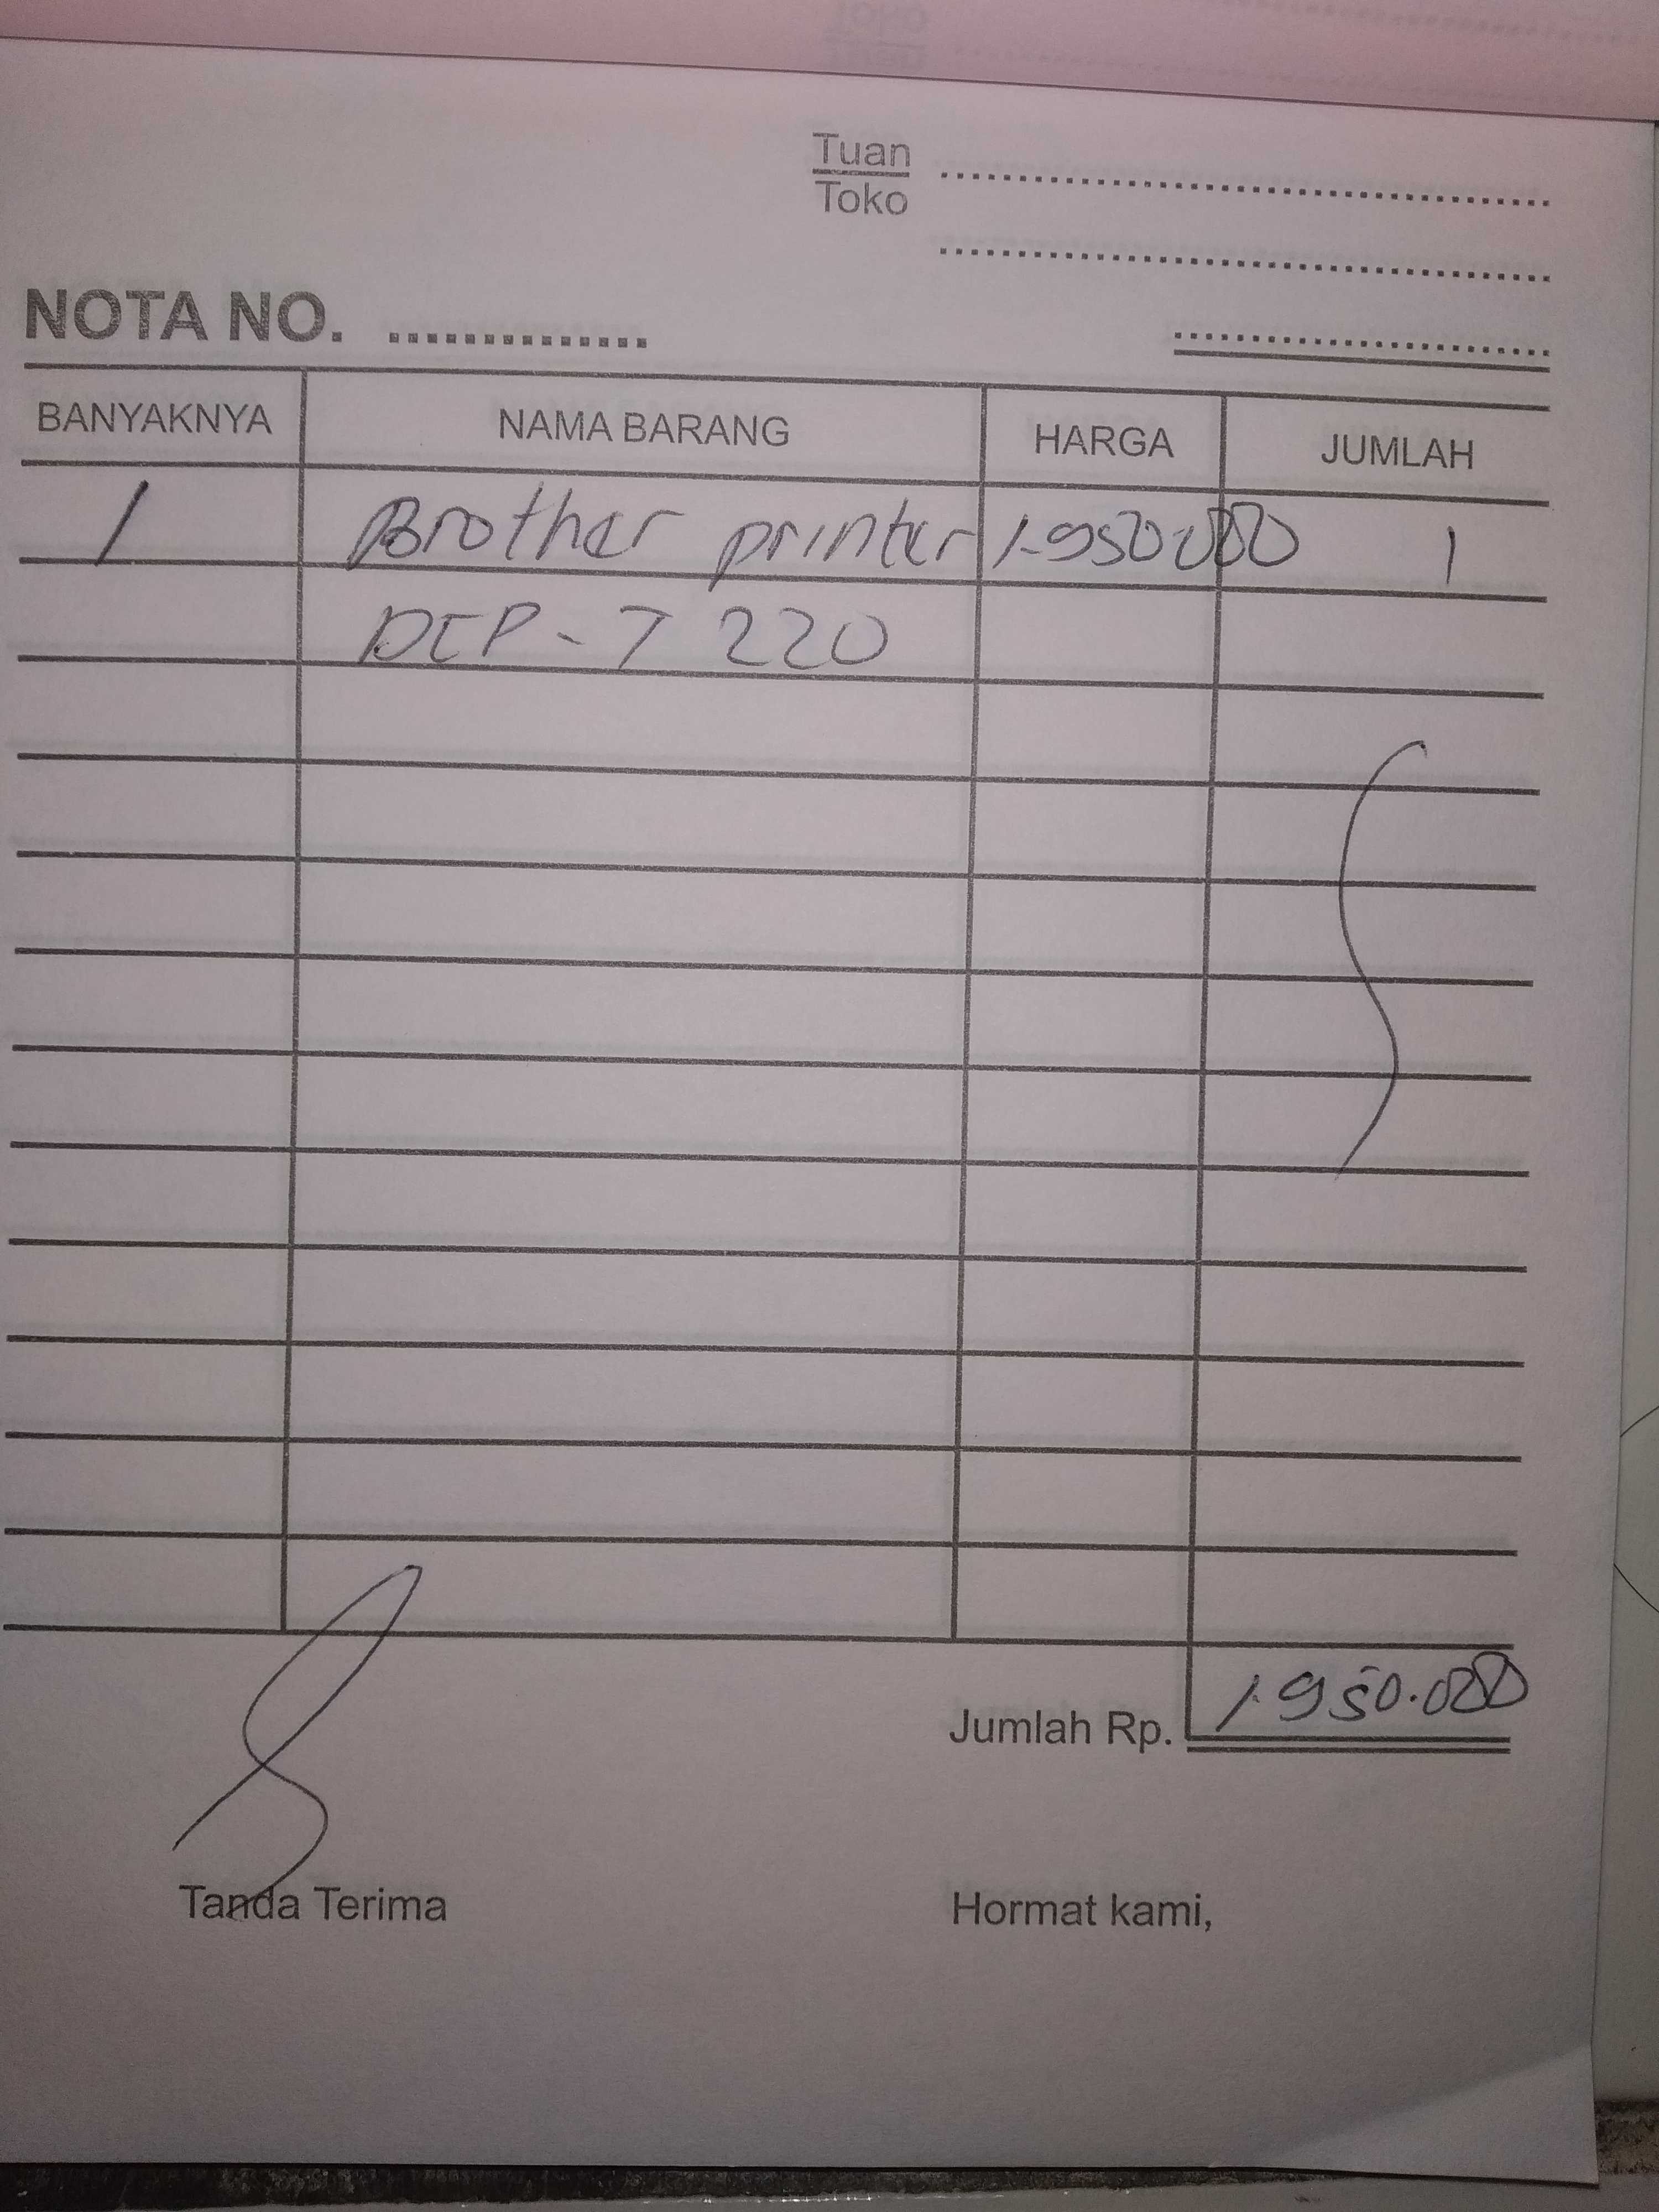 Tuan
Toko
NOTA NO. ..............
BANYAKNYA NAMA BARANG HARGA JUMLAH
1 Brother printer 1.950.000 1
DCP - T 220
Jumlah Rp. 1.950.000
Tanda Terima Hormat kami,